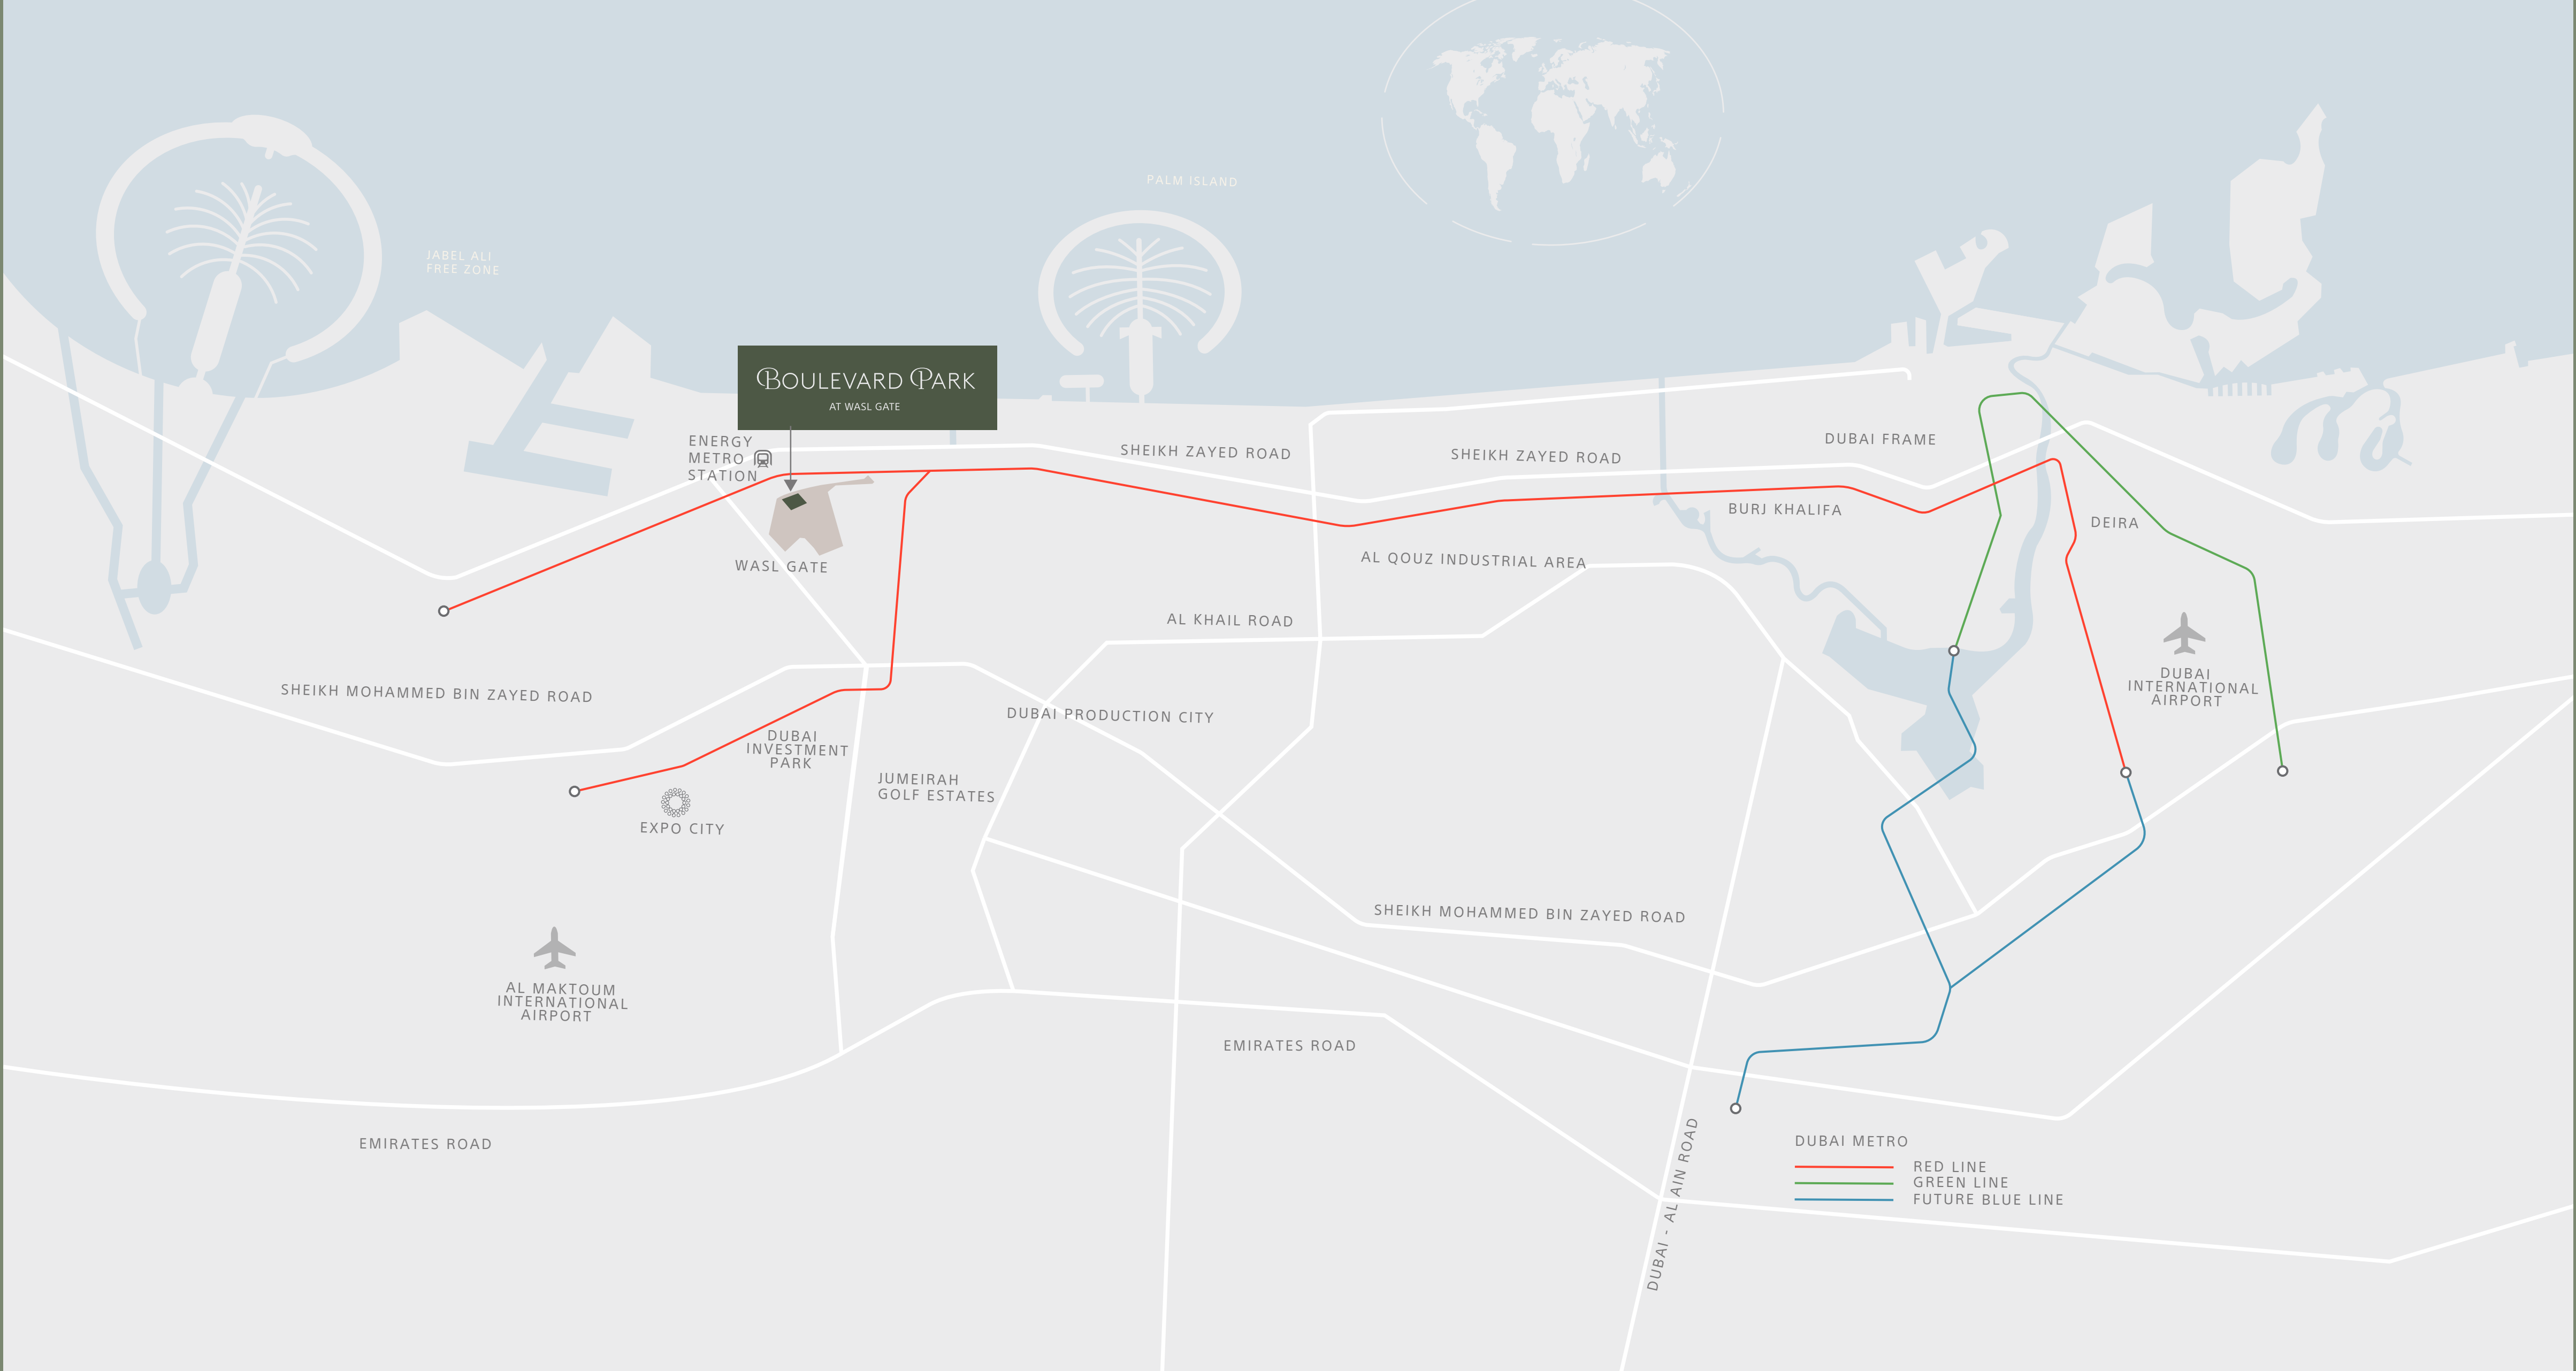 PALM ISLAND
JABEL ALI
FREE ZONE
BOULEVARD PARK
AT WASL GATE
ENERGY
METRO
STATION
SHEIKH ZAYED ROAD
SHEIKH ZAYED ROAD
DUBAI FRAME
BURJ KHALIFA
DEIRA
WASL GATE
AL QOUZ INDUSTRIAL AREA
AL KHAIL ROAD
DUBAI
INTERNATIONAL
AIRPORT
SHEIKH MOHAMMED BIN ZAYED ROAD
DUBAI PRODUCTION CITY
DUBAI
INVESTMENT
PARK
JUMEIRAH
GOLF ESTATES
EXPO CITY
SHEIKH MOHAMMED BIN ZAYED ROAD
AL MAKTOUM
INTERNATIONAL
AIRPORT
EMIRATES ROAD
EMIRATES ROAD
DUBAI - AL AIN ROAD
DUBAI METRO
RED LINE
GREEN LINE
FUTURE BLUE LINE